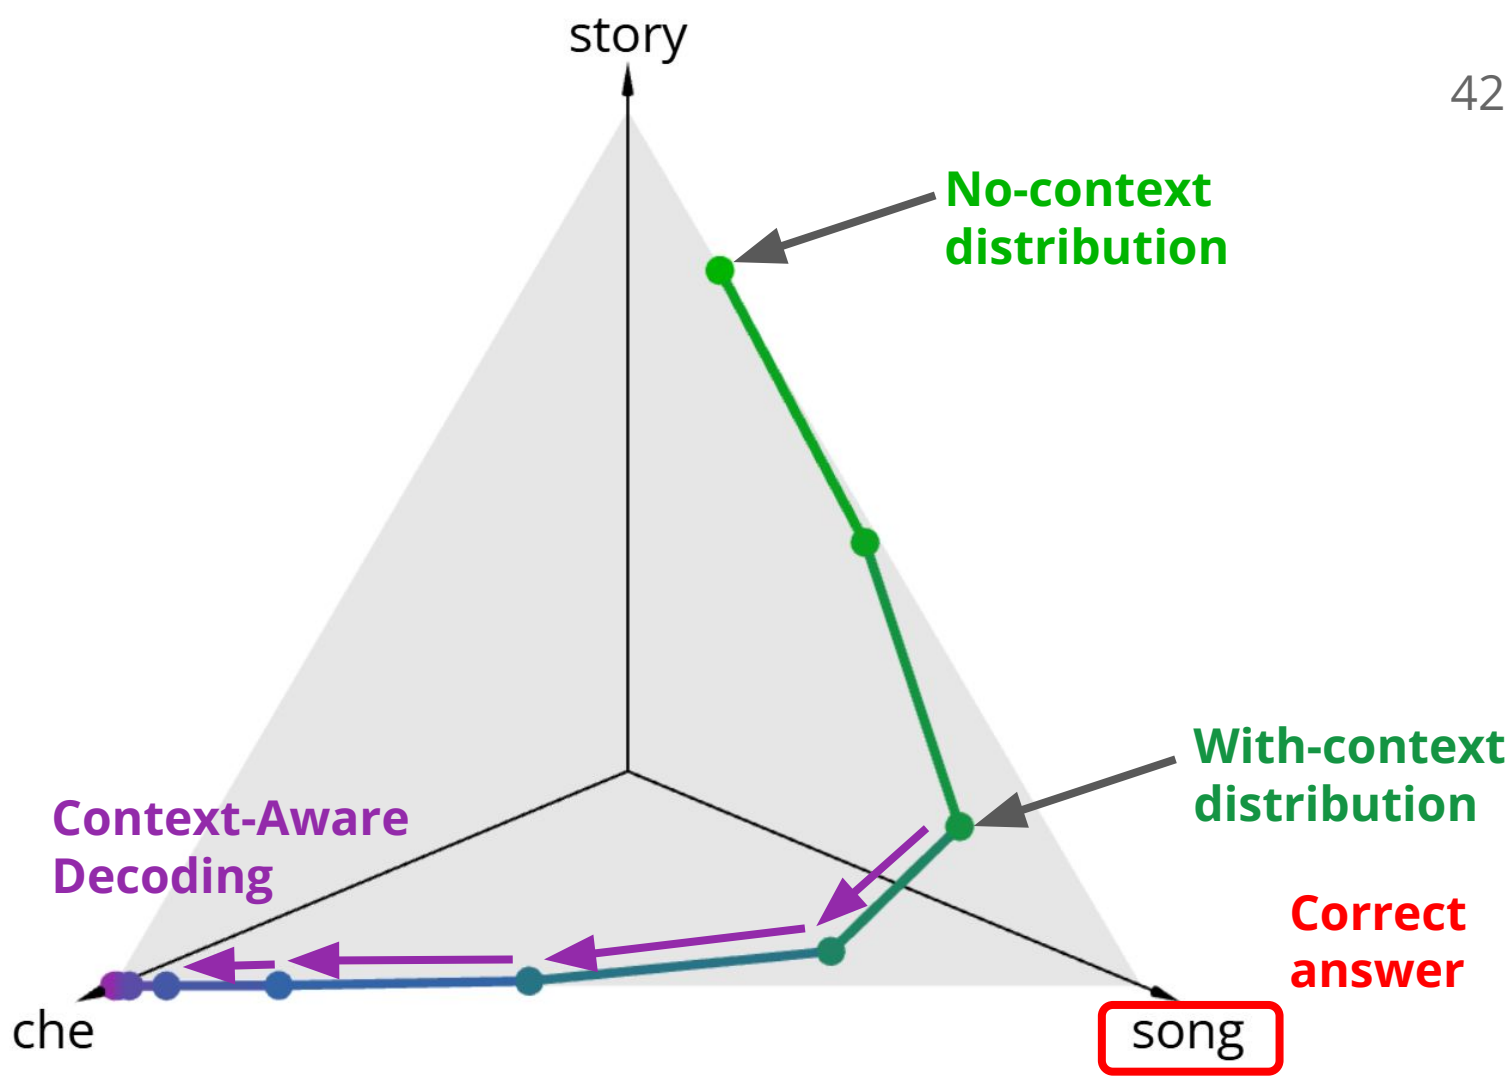 story
42
No-context
distribution
With-context
distribution
Context-Aware
Decoding
Correct
answer
che
song